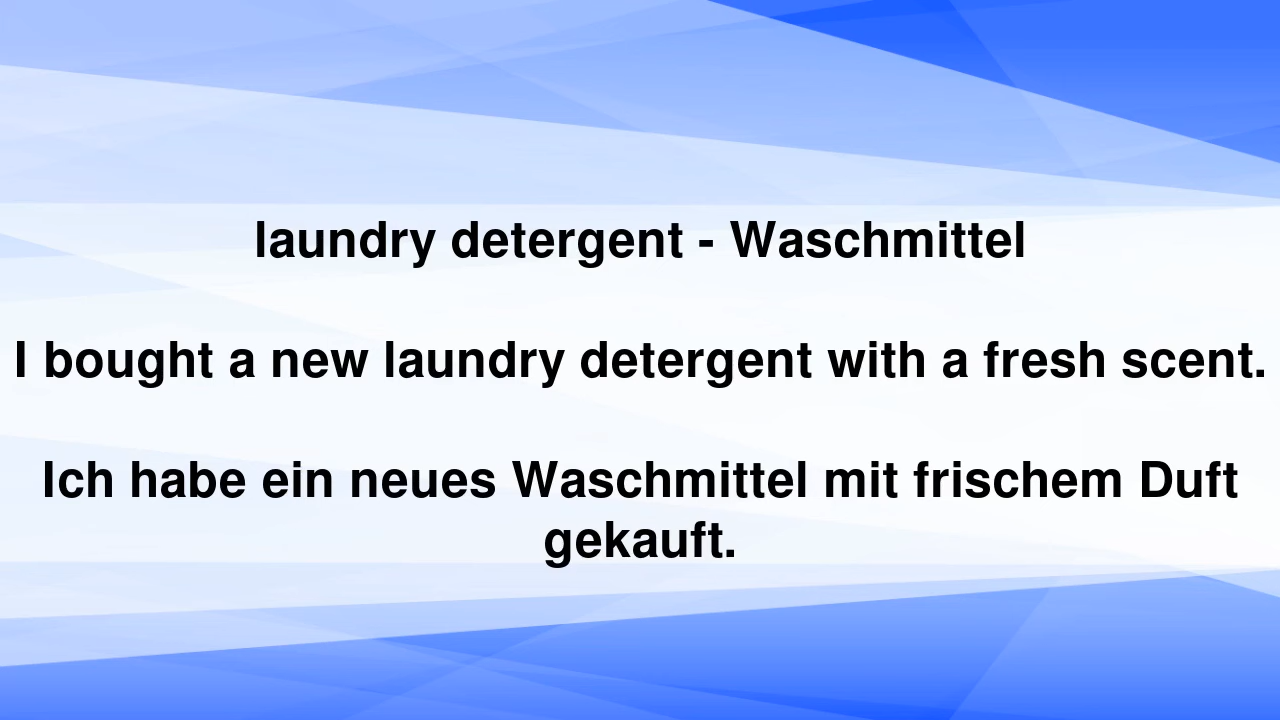 laundry detergent - Waschmittel
I bought a new laundry detergent with a fresh scent.
Ich habe ein neues Waschmittel mit frischem Duft
gekauft.